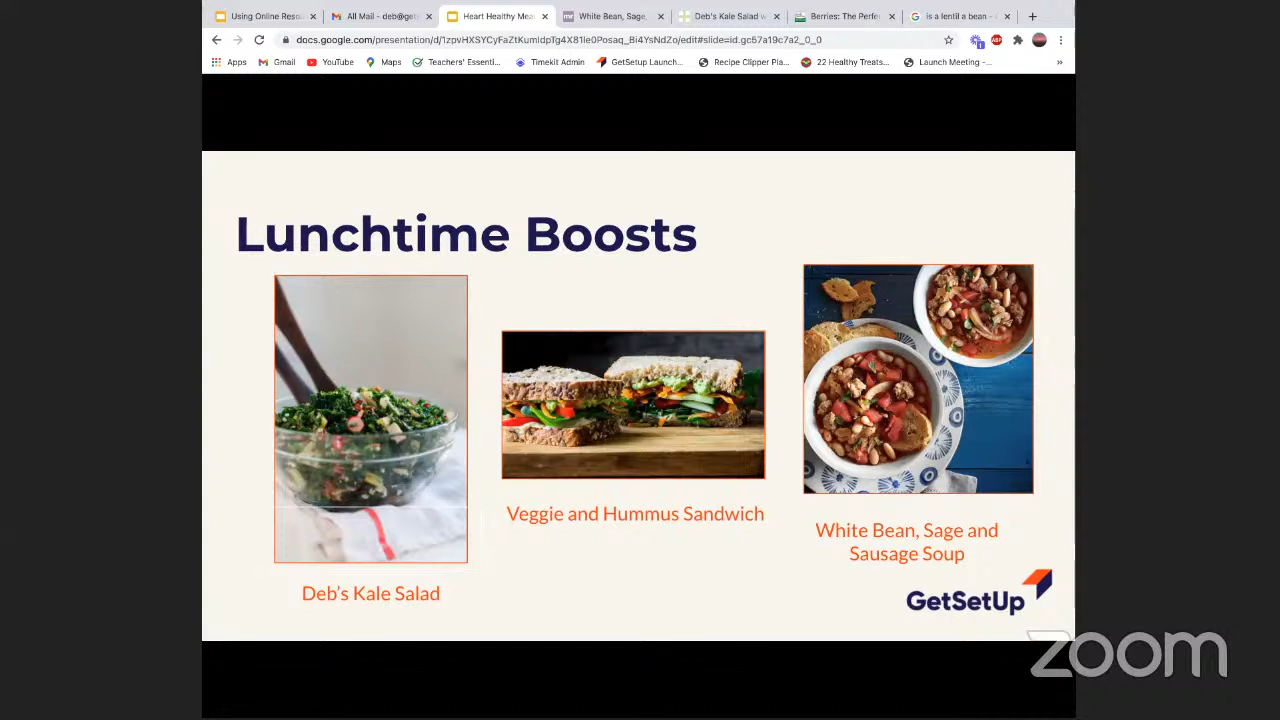 Using Online Resou
All Mail - deb@get
Heart Healthy Mea
White Bean, Sage,
Deb's Kale Salad w
Berries: The Perfe
is a lentil a bean -
docs.google.com/presentation/d/1zpvHXSYCyFaZtKumIdpTg4X81Ie0Posaq_Bi4YsNdZo/edit#slide=id.gc57a19c7a2_0_0
Apps
Gmail
YouTube
Maps
Teachers' Essenti...
Timekit Admin
GetSetup Launch...
Recipe Clipper Pla...
22 Healthy Treats...
Launch Meeting -...
Lunchtime Boosts
Deb's Kale Salad
Veggie and Hummus Sandwich
White Bean, Sage and
Sausage Soup
GetSetUp
zoom